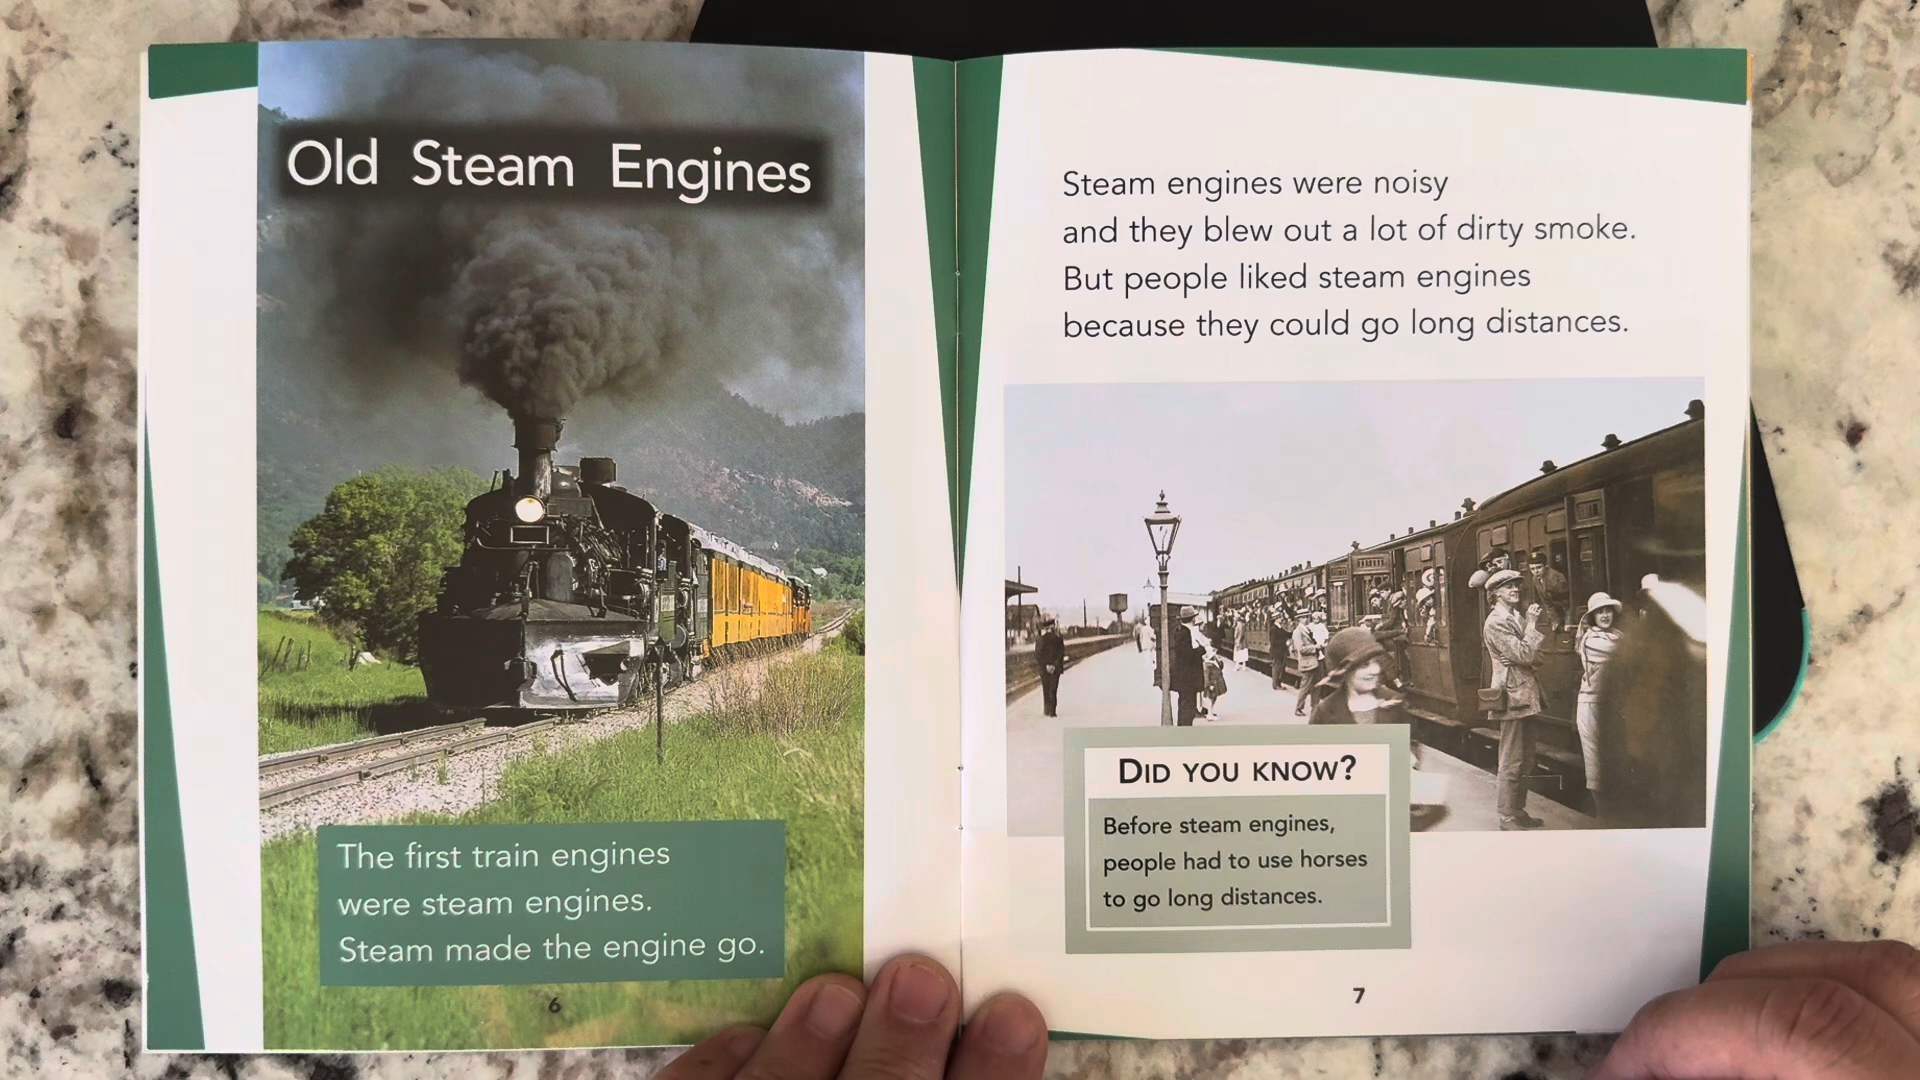 Old Steam Engines
The first train engines
were steam engines.
Steam made the engine go.
6
Steam engines were noisy
and they blew out a lot of dirty smoke.
But people liked steam engines
because they could go long distances.
DID YOU KNOW?
Before steam engines,
people had to use horses
to go long distances.
7